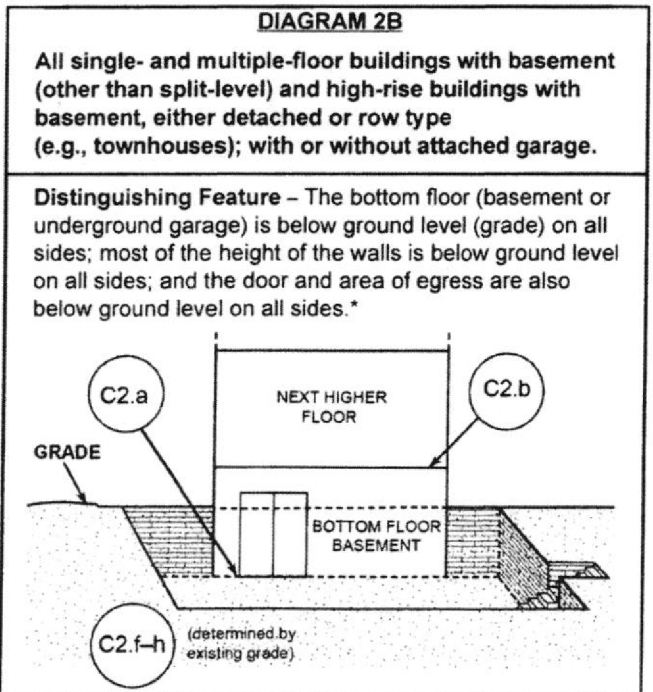 DIAGRAM 2B
All single- and multiple-floor buildings with basement
(other than split-level) and high-rise buildings with
basement, either detached or row type
(e.g., townhouses); with or without attached garage.
Distinguishing Feature – The bottom floor (basement or
underground garage) is below ground level (grade) on all
sides; most of the height of the walls is below ground level
on all sides; and the door and area of egress are also
below ground level on all sides.*
C2.a
NEXT HIGHER
FLOOR
C2.b
GRADE
BOTTOM FLOOR
BASEMENT
C2.f–h
(determined by
existing grade)